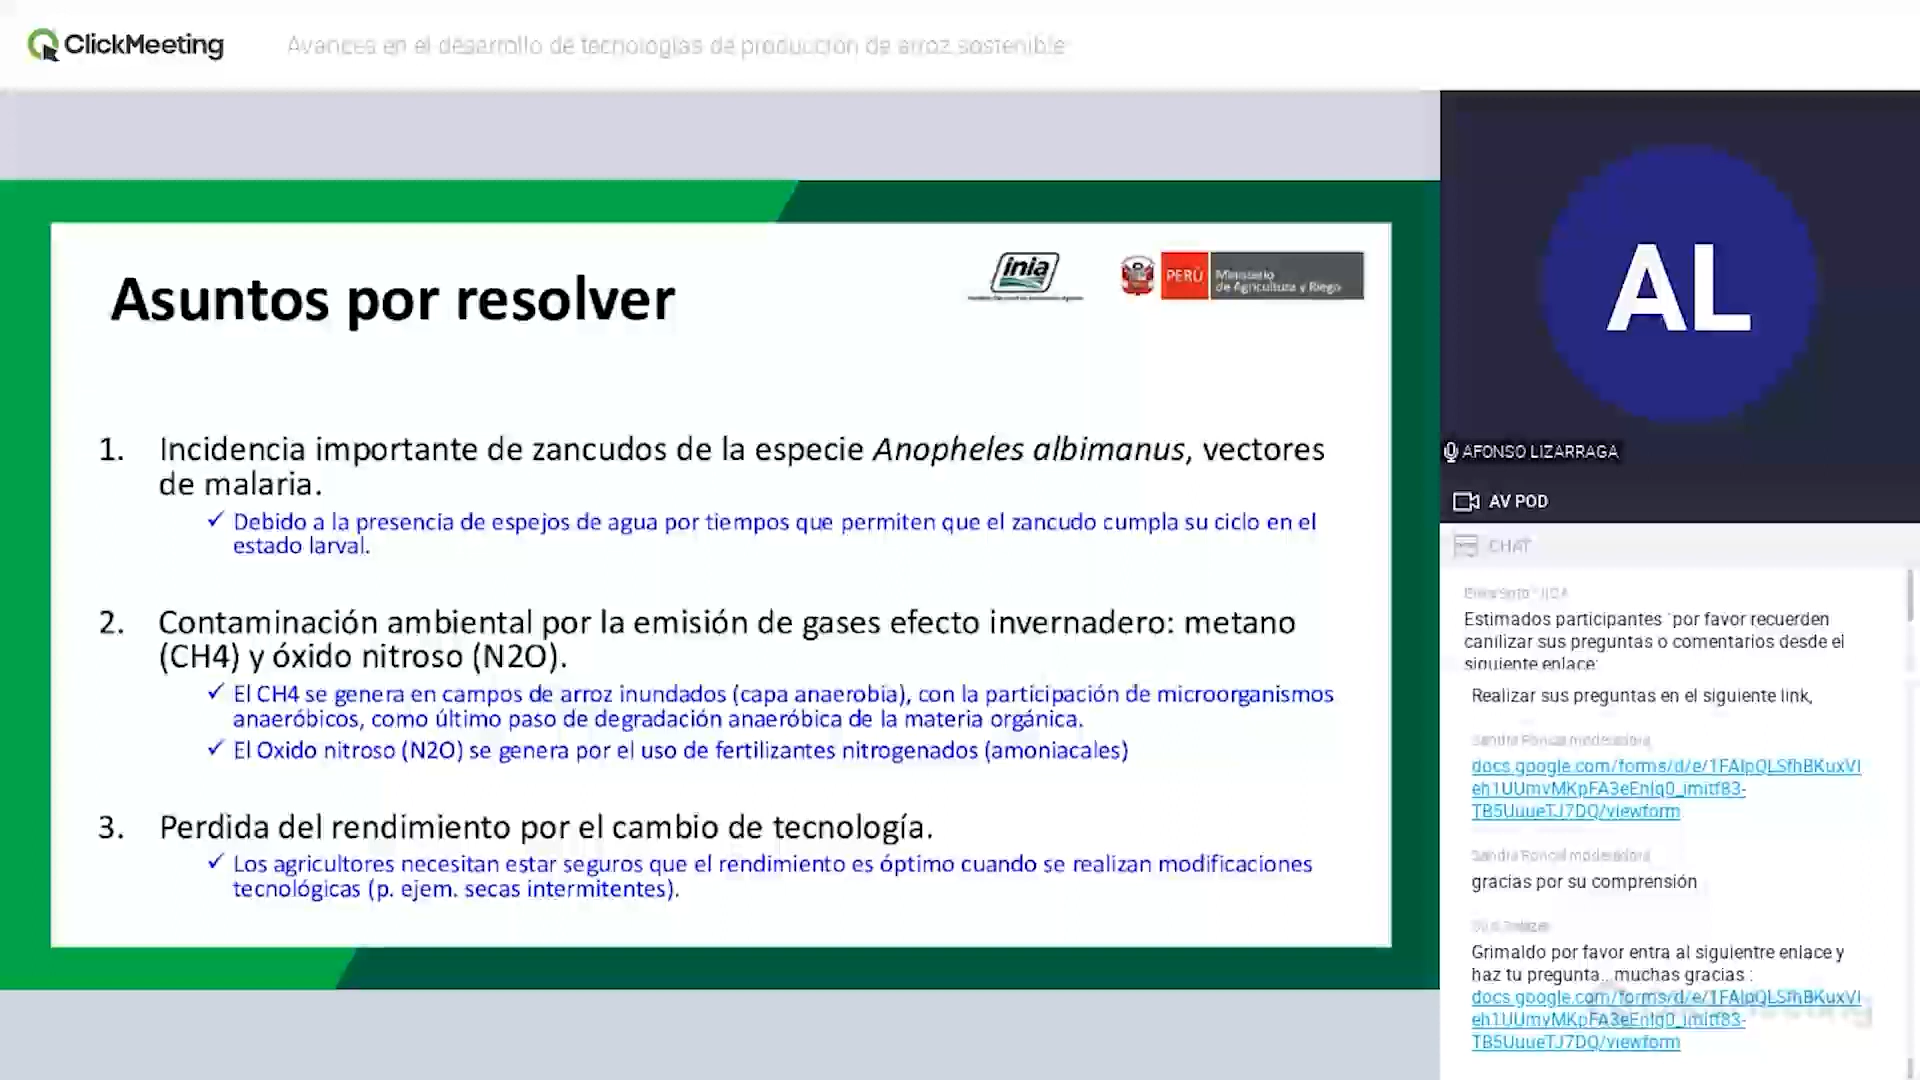 ClickMeeting
Avances en el desarrollo de tecnologías de producción de arroz sostenible
Asuntos por resolver
inia
PERÚ
Ministerio
de Agricultura y Riego
1. Incidencia importante de zancudos de la especie Anopheles albimanus, vectores
de malaria.
✓ Debido a la presencia de espejos de agua por tiempos que permiten que el zancudo cumpla su ciclo en el
estado larval.
2. Contaminación ambiental por la emisión de gases efecto invernadero: metano
(CH4) y óxido nitroso (N2O).
✓ El CH4 se genera en campos de arroz inundados (capa anaerobia), con la participación de microorganismos
anaeróbicos, como último paso de degradación anaeróbica de la materia orgánica.
✓ El Oxido nitroso (N2O) se genera por el uso de fertilizantes nitrogenados (amoniacales)
3. Perdida del rendimiento por el cambio de tecnología.
✓ Los agricultores necesitan estar seguros que el rendimiento es óptimo cuando se realizan modificaciones
tecnológicas (p. ejem. secas intermitentes).
AL
AFONSO LIZARRAGA
AV POD
CHAT
Estimados participantes ´por favor recuerden
canilizar sus preguntas o comentarios desde el
siguiente enlace:
Realizar sus preguntas en el siguiente link,
Sandra Roncal moderadora
docs.google.com/forms/d/e/
viewform
Sandra Roncal moderadora
gracias por su comprensión
Grimaldo por favor entra al siguientre enlace y
haz tu pregunta.. muchas gracias :
docs.google.com/forms/d/e/
viewform